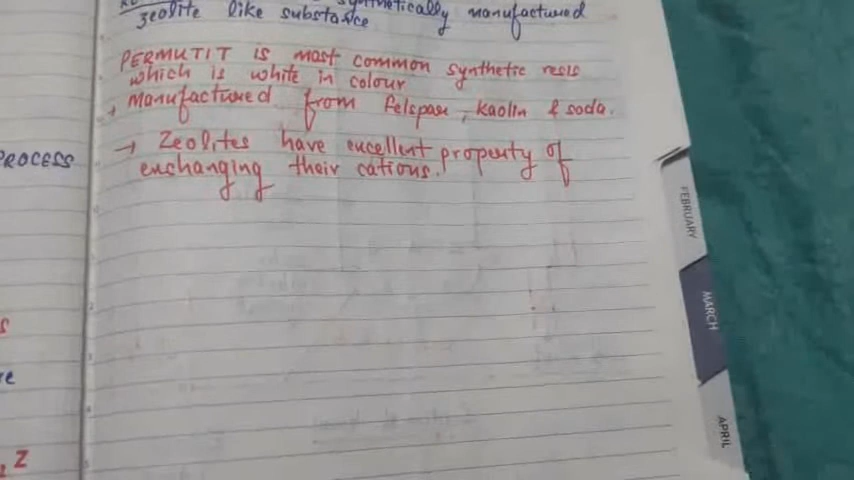 synthetically manufactured
zeolite like substance
PERMUTIT is most common synthetic resis
which is white in colour
→ Manufactured from felspar, Kaolin & soda.
→ Zeolites have excellent property of
exchanging their cations.
PROCESS
Z
FEBRUARY
MARCH
APRIL